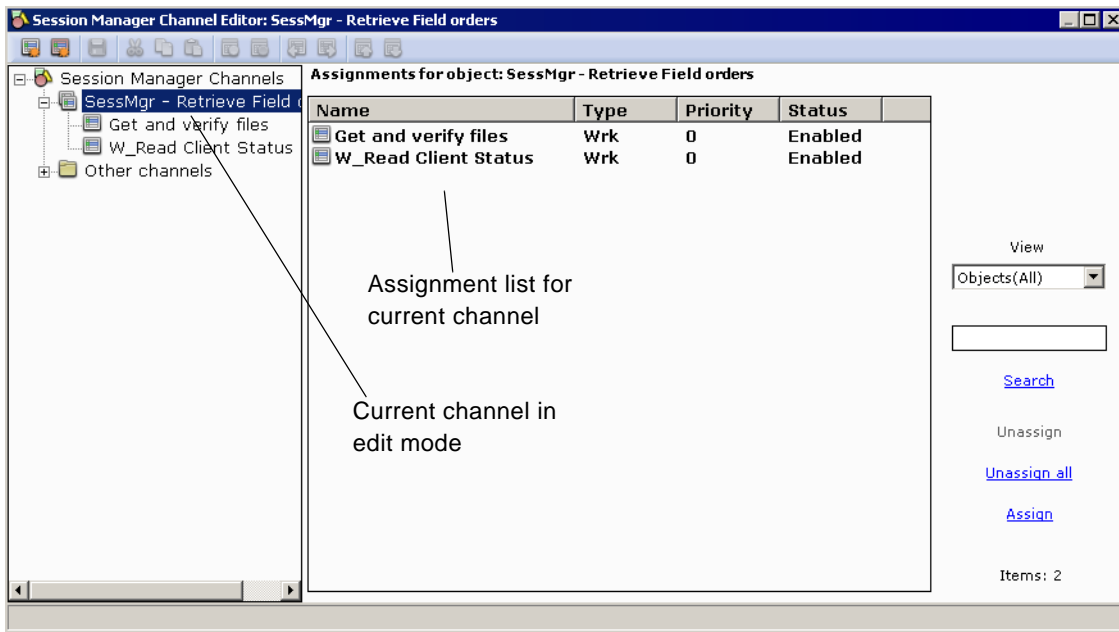 Session Manager Channel Editor: SessMgr - Retrieve Field orders
Session Manager Channels
SessMgr - Retrieve Field
Get and verify files
W_Read Client Status
Other channels
Assignments for object: SessMgr - Retrieve Field orders
Name Type Priority Status
Get and verify files Wrk 0 Enabled
W_Read Client Status Wrk 0 Enabled
Assignment list for
current channel
Current channel in
edit mode
View
Objects(All)
Search
Unassign
Unassign all
Assign
Items: 2